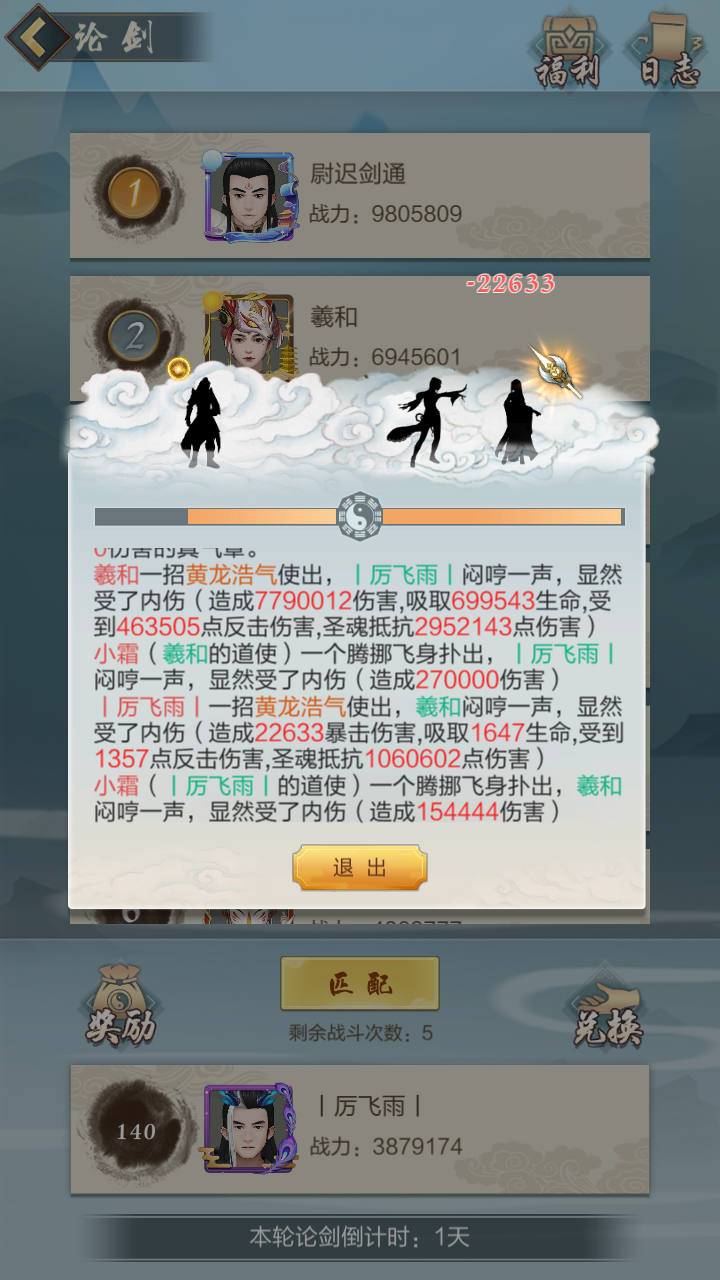 论剑
福利
日志
1
尉迟剑通
战力：9805809
-22633
2
羲和
战力：6945601
0伤害的真气罩。
羲和一招黄龙浩气使出，丨厉飞雨丨闷哼一声，显然
受了内伤（造成7790012伤害,吸取699543生命,受
到463505点反击伤害,圣魂抵抗2952143点伤害）
小霜（羲和的道使）一个腾挪飞身扑出，丨厉飞雨丨
闷哼一声，显然受了内伤（造成270000伤害）
丨厉飞雨丨一招黄龙浩气使出，羲和闷哼一声，显然
受了内伤（造成22633暴击伤害,吸取1647生命,受到
1357点反击伤害,圣魂抵抗1060602点伤害）
小霜（丨厉飞雨丨的道使）一个腾挪飞身扑出，羲和
闷哼一声，显然受了内伤（造成154444伤害）
退出
6
奖励
匹配
剩余战斗次数：5
兑换
140
丨厉飞雨丨
战力：3879174
本轮论剑倒计时：1天